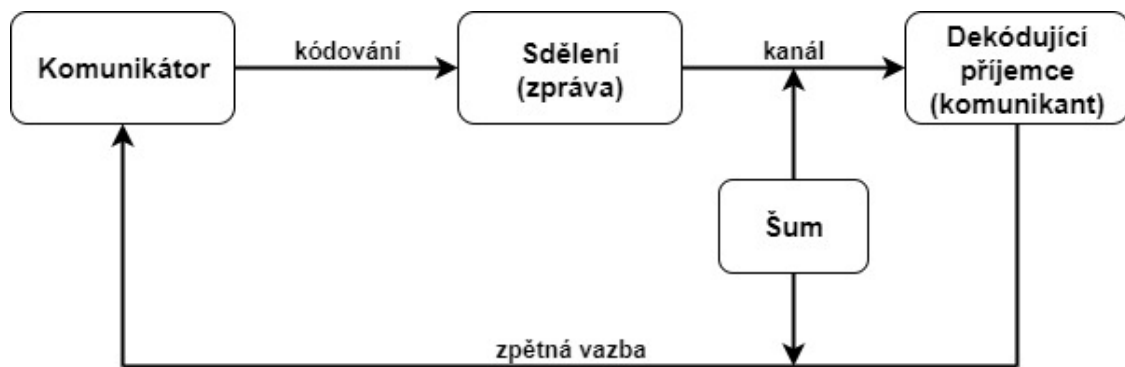 Komunikátor
kódování
Sdělení
(zpráva)
kanál
Dekódující
příjemce
(komunikant)
Šum
zpětná vazba